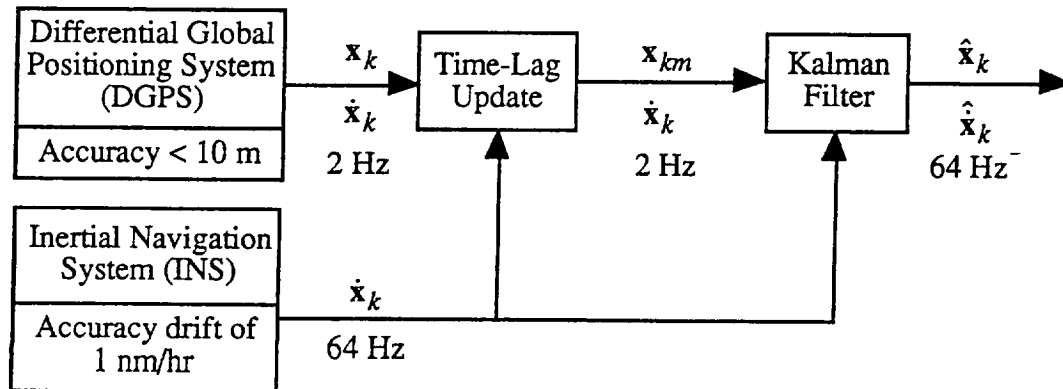 Differential Global
Positioning System
(DGPS)
Accuracy < 10 m
x_k
ẋ_k
2 Hz
Time-Lag
Update
x_km
ẋ_k
2 Hz
Kalman
Filter
x̂_k
ẋ̂_k
64 Hz
Inertial Navigation
System (INS)
Accuracy drift of
1 nm/hr
ẋ_k
64 Hz